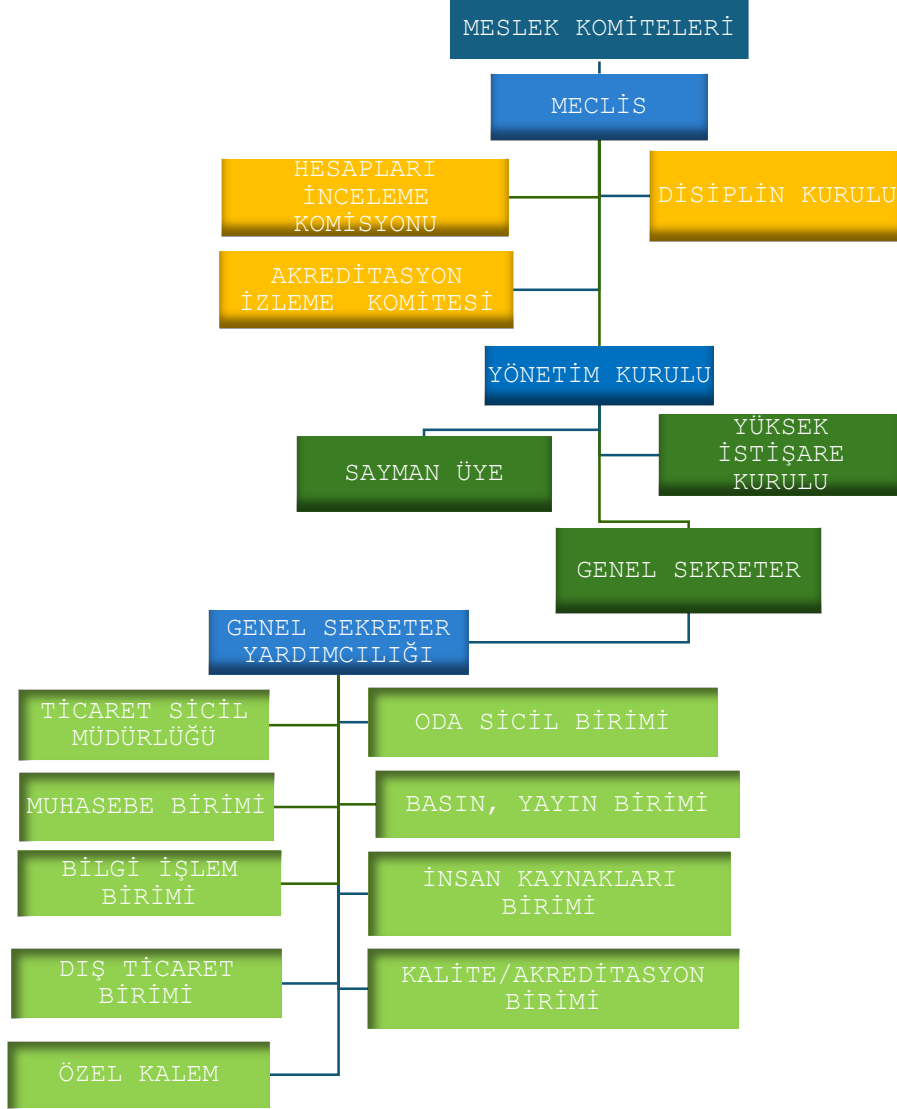 MESLEK KOMİTELERİ
MECLİS
HESAPLARI
İNCELEME
KOMİSYONU
DİSİPLİN KURULU
AKREDİTASYON
İZLEME  KOMİTESİ
YÖNETİM KURULU
SAYMAN ÜYE
YÜKSEK
İSTİŞARE
KURULU
GENEL SEKRETER
GENEL SEKRETER
YARDIMCILIĞI
TİCARET SİCİL
MÜDÜRLÜĞÜ
ODA SİCİL BİRİMİ
MUHASEBE BİRİMİ
BASIN, YAYIN BİRİMİ
BİLGİ İŞLEM
BİRİMİ
İNSAN KAYNAKLARI
BİRİMİ
DIŞ TİCARET
BİRİMİ
KALİTE/AKREDİTASYON
BİRİMİ
ÖZEL KALEM